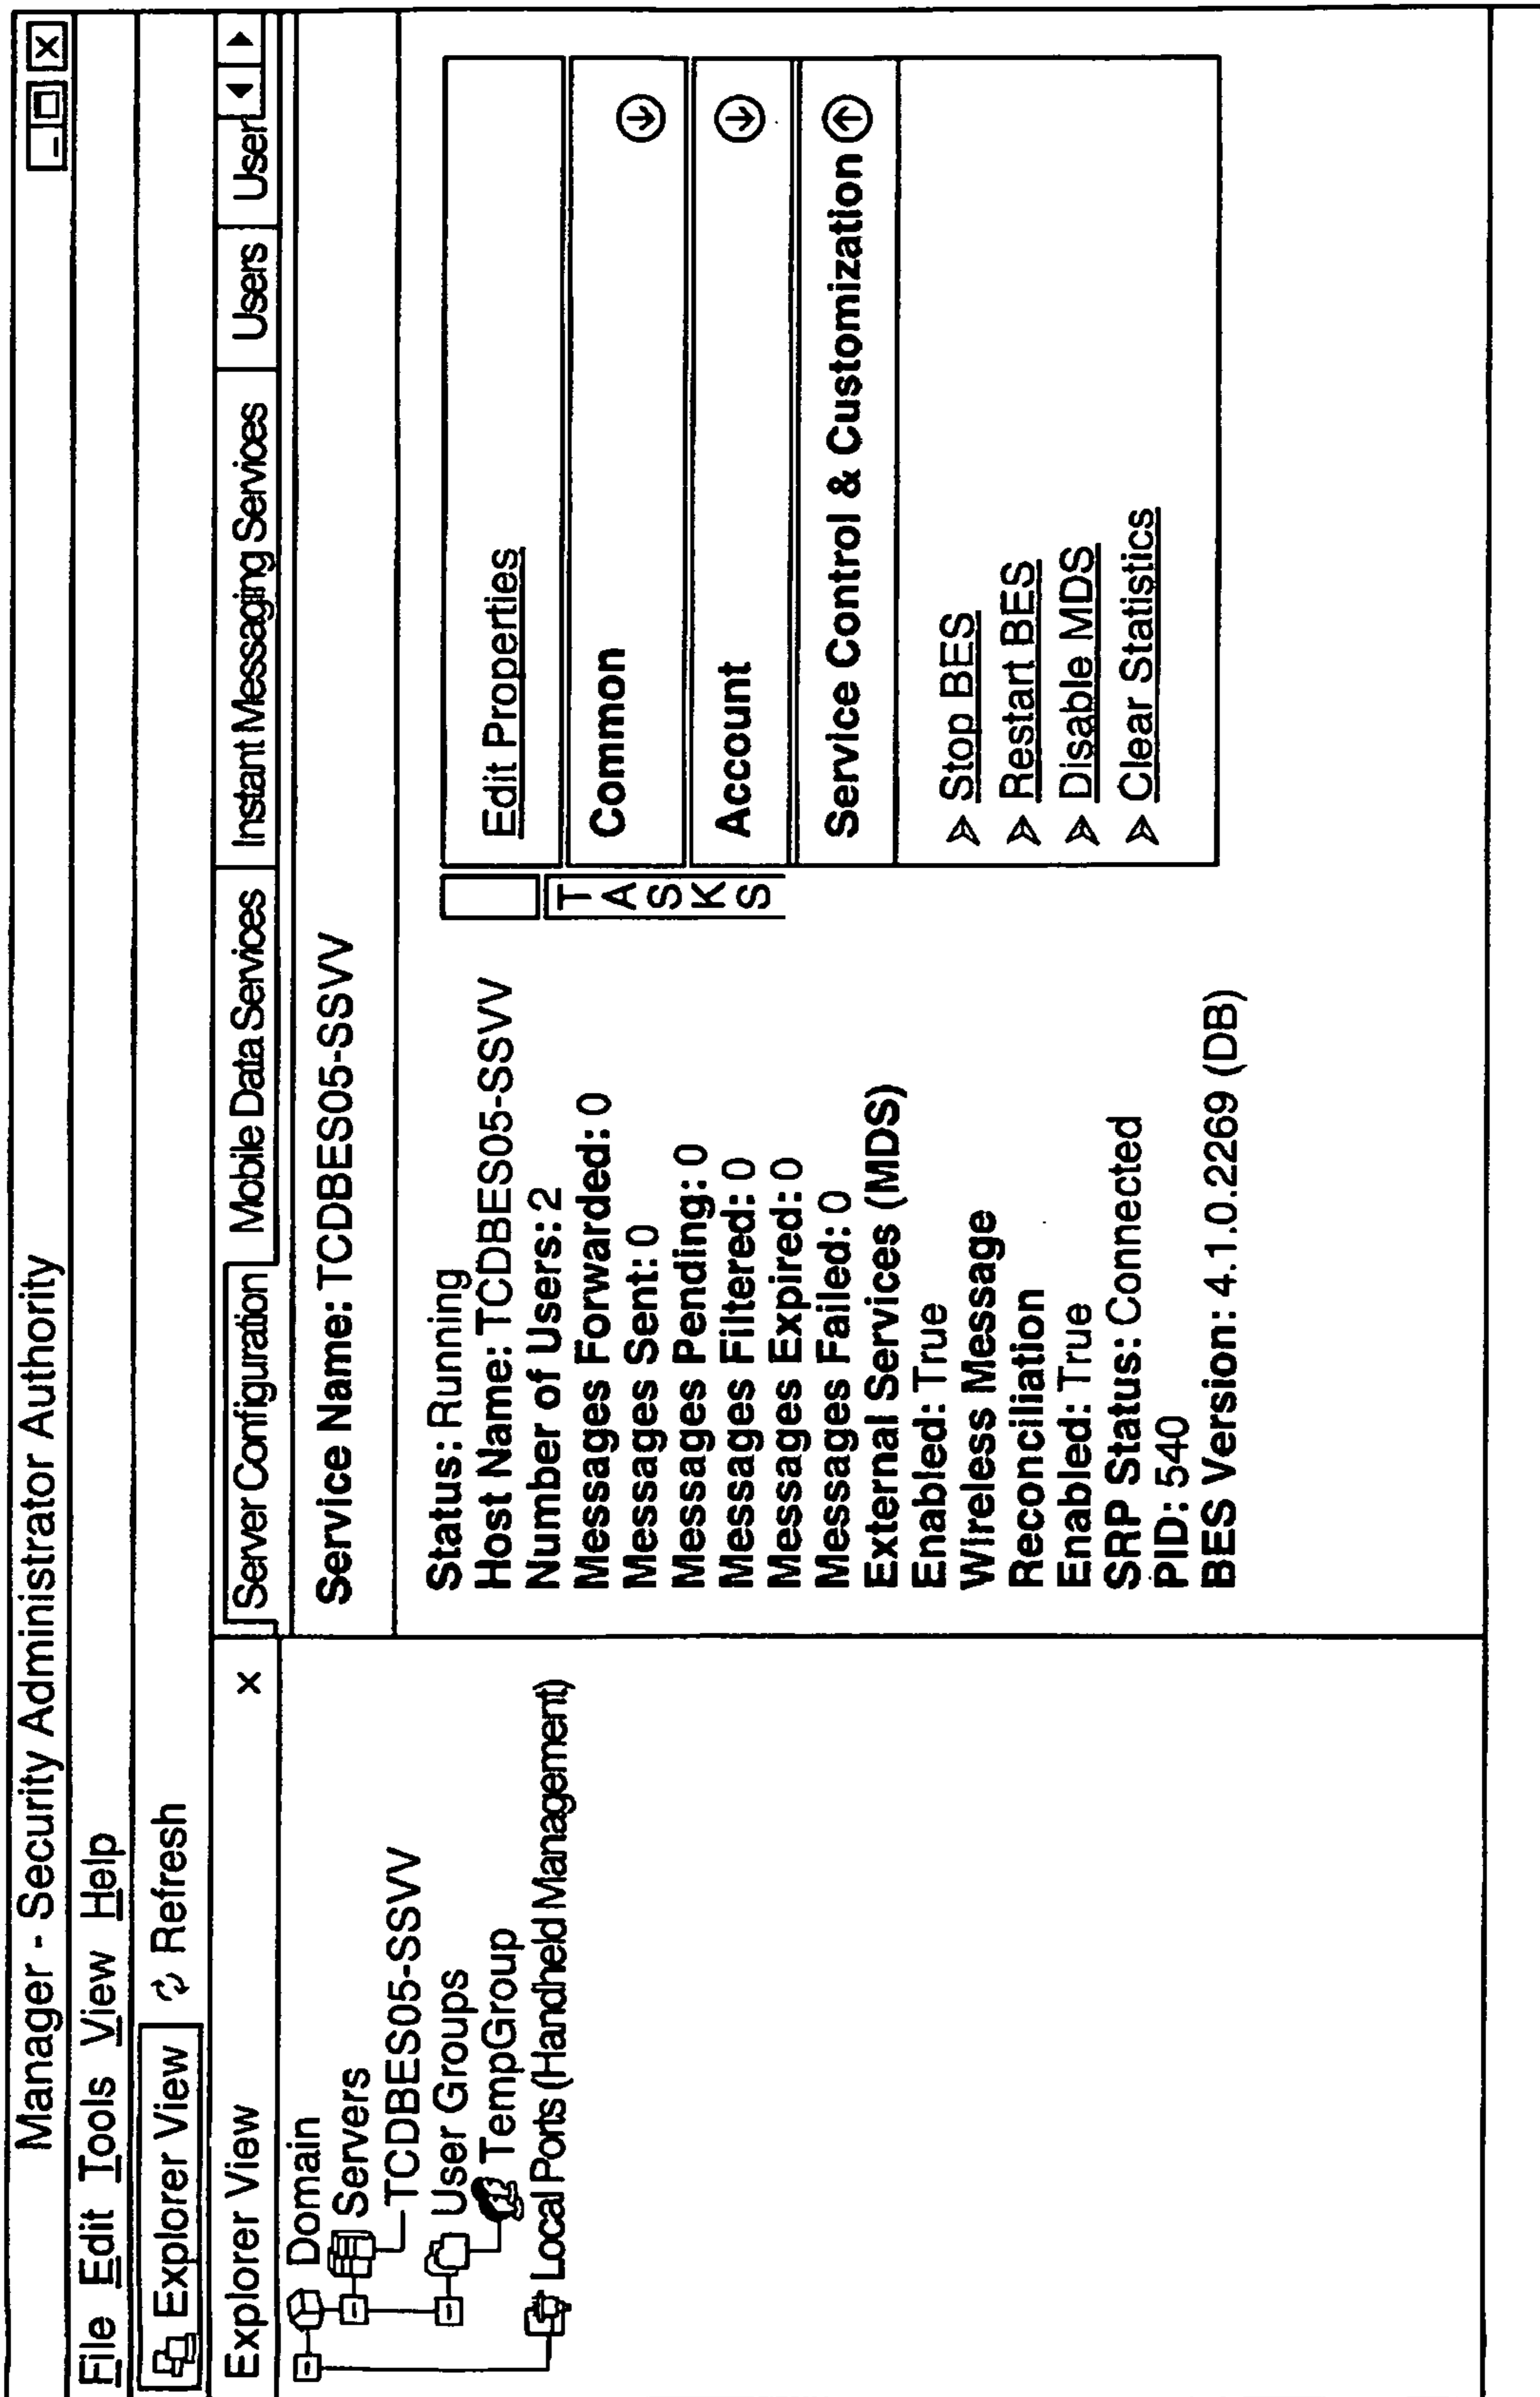 Manager - Security Administrator Authority
File Edit Tools View Help
Explorer View Refresh
Explorer View x
Domain
Servers
TCDBES05-SSVV
User Groups
TempGroup
Local Ports (Handheld Management)
Server Configuration Mobile Data Services Instant Messaging Services Users User
Service Name: TCDBES05-SSVV
Status: Running
Host Name: TCDBES05-SSVV
Number of Users: 2
Messages Forwarded: 0
Messages Sent: 0
Messages Pending: 0
Messages Filtered: 0
Messages Expired: 0
Messages Failed: 0
External Services (MDS)
Enabled: True
Wireless Message
Reconciliation
Enabled: True
SRP Status: Connected
PID: 540
BES Version: 4.1.0.2269 (DB)
TASKS
Edit Properties
Common
Account
Service Control & Customization
Stop BES
Restart BES
Disable MDS
Clear Statistics